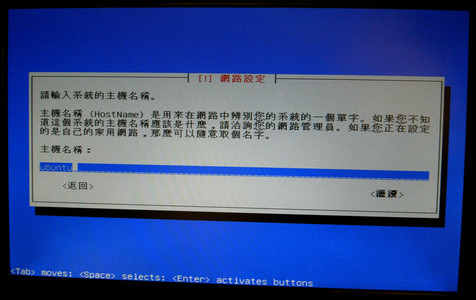 [!] 網路設定
請輸入系統的主機名稱。
主機名稱 (HostName) 是用來在網路中辨別您的系統的一個單字。如果您不知
道這個系統的主機名稱應該是什麼，請洽詢您的網路管理員。如果您正在設定
的是自己的家用網路，那麼可以隨意取個名字。
主機名稱：
ubuntu
<返回>
<繼續>
<Tab> moves; <Space> selects; <Enter> activates buttons